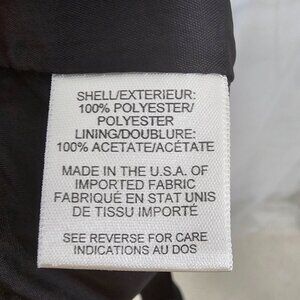 SHELL/EXTERIEUR:
100% POLYESTER/
POLYESTER
LINING/DOUBLURE:
100% ACETATE/ACÉTATE
MADE IN THE U.S.A. OF
IMPORTED FABRIC
FABRIQUÉ EN ÉTAT UNIS
DE TISSU IMPORTÉ
SEE REVERSE FOR CARE
INDICATIONS AU DOS